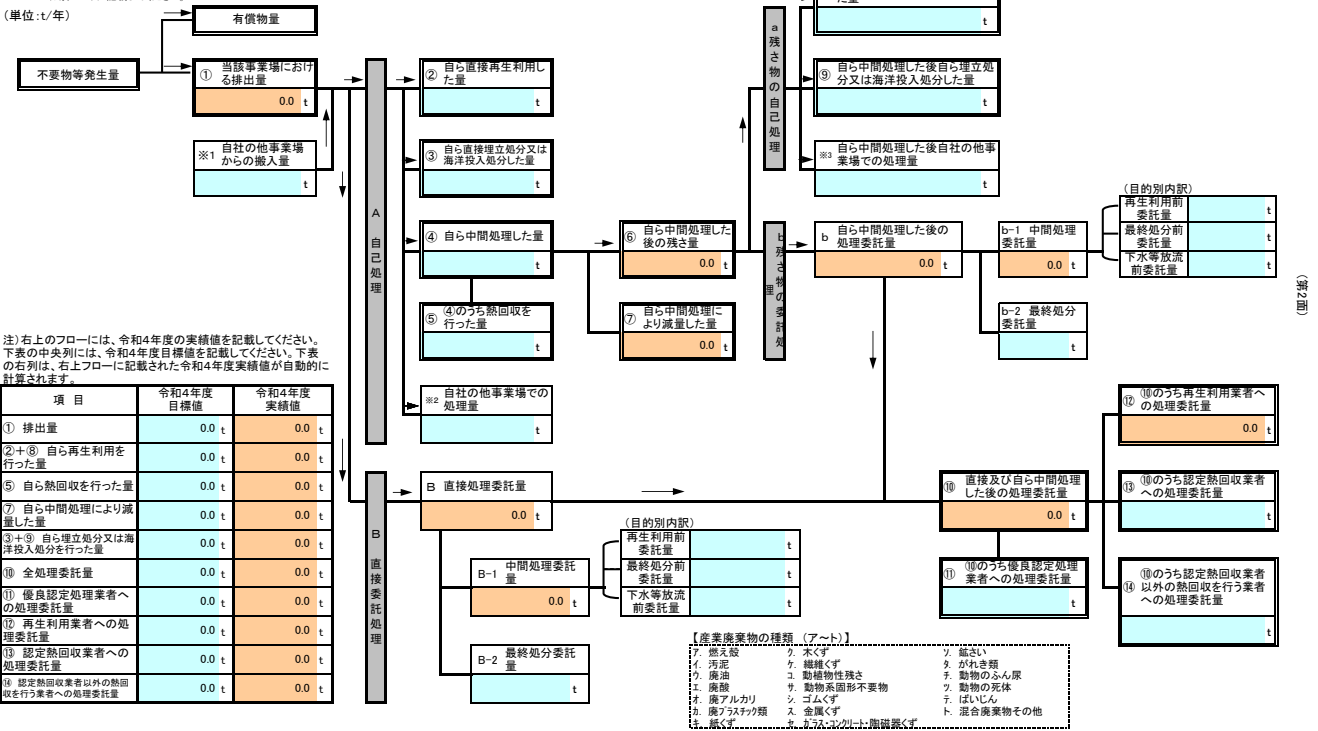 (単位:t/年)
有償物量
不要物等発生量
① 当該事業場におけ
る排出量
0.0 t
※1 自社の他事業場
からの搬入量
t
A 自己処理
② 自ら直接再生利用し
た量
t
③ 自ら直接埋立処分又は
海洋投入処分した量
t
④ 自ら中間処理した量
t
⑤ ④のうち熱回収を
行った量
t
※2 自社の他事業場での
処理量
t
⑥ 自ら中間処理した
後の残さ量
0.0 t
⑦ 自ら中間処理に
より減量した量
0.0 t
a 残さ物の自己処理
た量
t
⑨ 自ら中間処理した後自ら埋立処
分又は海洋投入処分した量
t
※3 自ら中間処理した後自社の他事
業場での処理量
t
b 残さ物の委託処理
b 自ら中間処理した後の
処理委託量
0.0 t
b-1 中間処理
委託量
0.0 t
b-2 最終処分
委託量
t
(目的別内訳)
再生利用前
委託量
t
最終処分前
委託量
t
下水等放流
前委託量
t
(第2面)
注)右上のフローには、令和4年度の実績値を記載してください。
下表の中央列には、令和4年度目標値を記載してください。下表
の右列は、右上フローに記載された令和4年度実績値が自動的に
計算されます。
項 目 令和4年度
目標値 令和4年度
実績値
① 排出量 0.0 t 0.0 t
②+⑧ 自ら再生利用を
行った量 0.0 t 0.0 t
⑤ 自ら熱回収を行った量 0.0 t 0.0 t
⑦ 自ら中間処理により減
量した量 0.0 t 0.0 t
③+⑨ 自ら埋立処分又は海
洋投入処分を行った量 0.0 t 0.0 t
⑩ 全処理委託量 0.0 t 0.0 t
⑪ 優良認定処理業者へ
の処理委託量 0.0 t 0.0 t
⑫ 再生利用業者への処
理委託量 0.0 t 0.0 t
⑬ 認定熱回収業者への
処理委託量 0.0 t 0.0 t
⑭ 認定熱回収業者以外の熱回
収を行う業者への処理委託量 0.0 t 0.0 t
B 直接委託処理
B 直接処理委託量
0.0 t
B-1 中間処理委託
量
0.0 t
B-2 最終処分委託
量
t
(目的別内訳)
再生利用前
委託量
t
最終処分前
委託量
t
下水等放流
前委託量
t
⑩ 直接及び自ら中間処理
した後の処理委託量
0.0 t
⑪ ⑩のうち優良認定処理
業者への処理委託量
t
⑫ ⑩のうち再生利用業者へ
の処理委託量
0.0 t
⑬ ⑩のうち認定熱回収業者
への処理委託量
t
⑭ ⑩のうち認定熱回収業者
以外の熱回収を行う業者
への処理委託量
t
【産業廃棄物の種類 (ア~ト)】
ア. 燃え殻 ク. 木くず ソ. 鉱さい
イ. 汚泥 ケ. 繊維くず タ. がれき類
ウ. 廃油 コ. 動植物性残さ チ. 動物のふん尿
エ. 廃酸 サ. 動物系固形不要物 ツ. 動物の死体
オ. 廃アルカリ シ. ゴムくず テ. ばいじん
カ. 廃プラスチック類 ス. 金属くず ト. 混合廃棄物その他
キ. 紙くず セ. ガラス・コンクリート・陶磁器くず